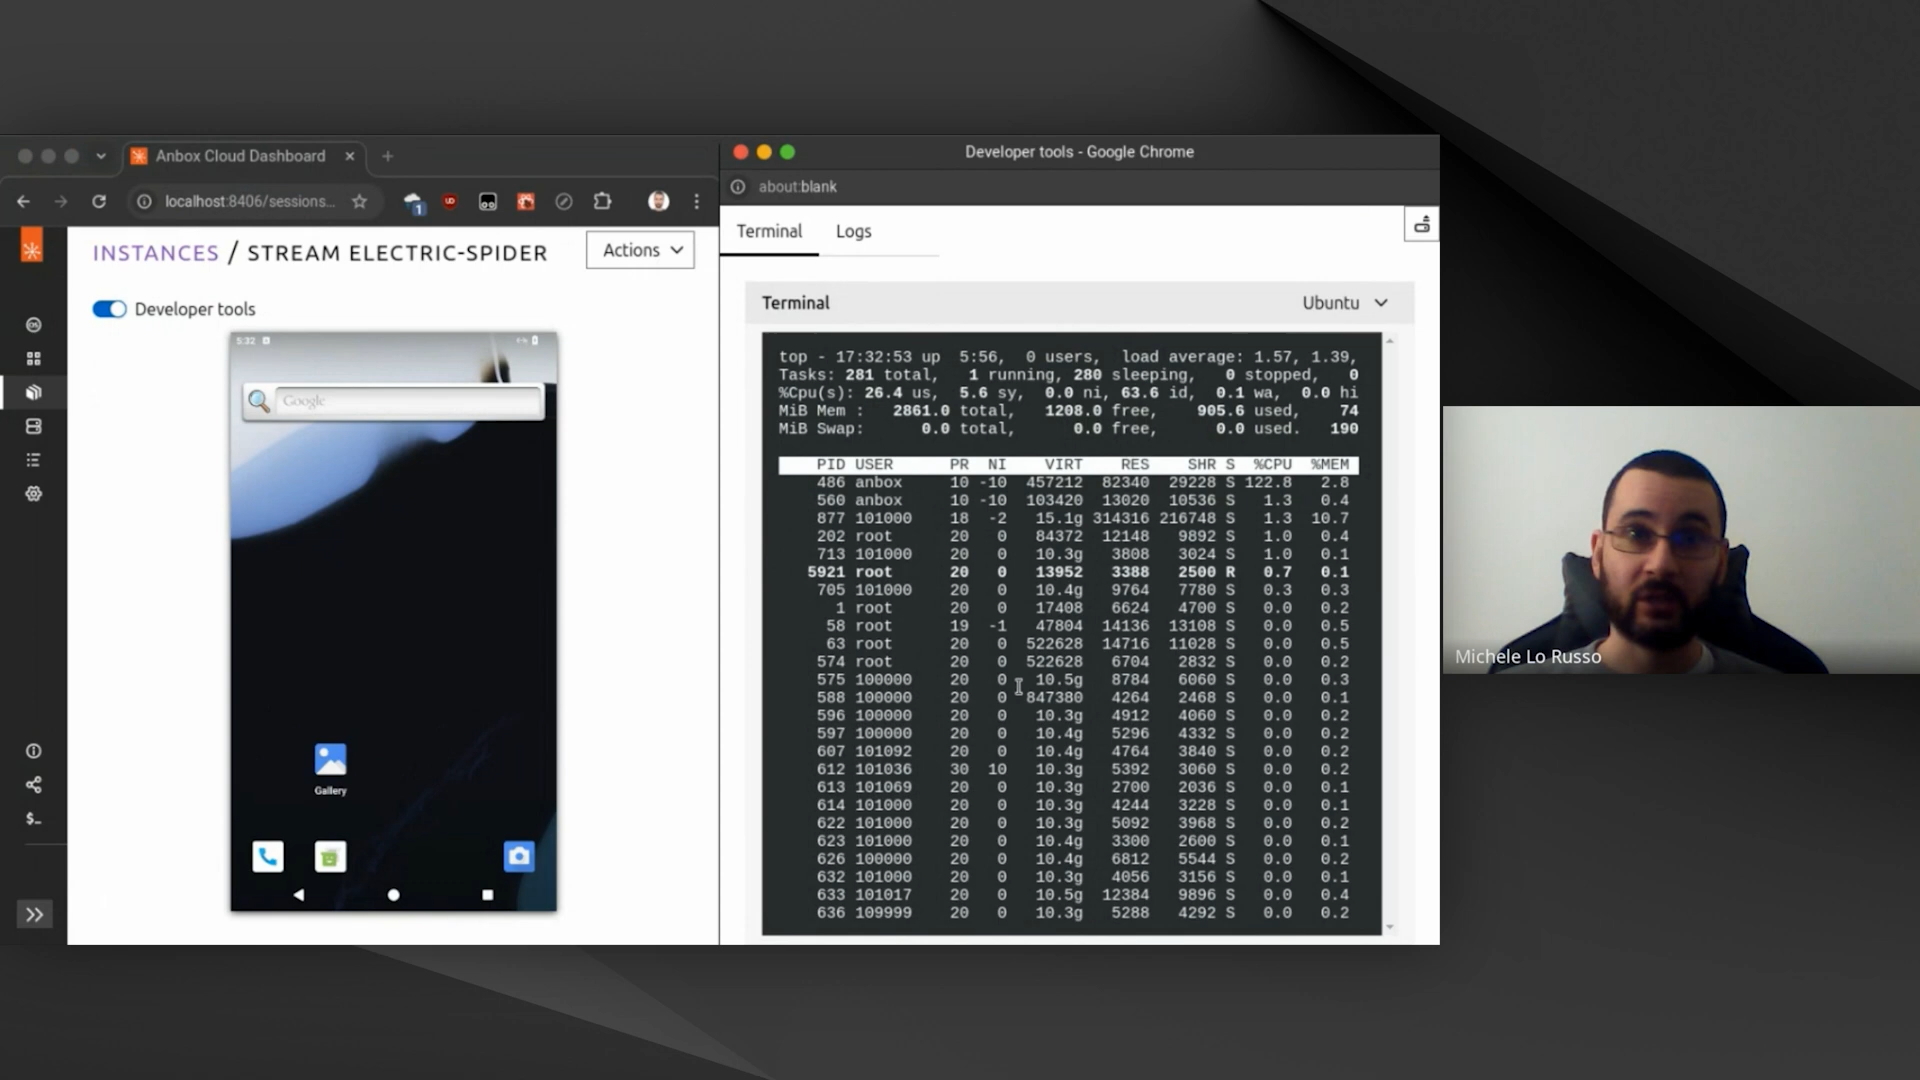 Anbox Cloud Dashboard
localhost:8406/sessions...
1
INSTANCES / STREAM ELECTRIC-SPIDER
Actions
Developer tools
5:32
Google
Gallery
$_
Developer tools - Google Chrome
about:blank
Terminal Logs
Terminal
Ubuntu
top - 17:32:53 up  5:56,  0 users,  load average: 1.57, 1.39,
Tasks: 281 total,   1 running, 280 sleeping,   0 stopped,   0
%Cpu(s): 26.4 us,  5.6 sy,  0.0 ni, 63.6 id,  0.1 wa,  0.0 hi
MiB Mem :   2861.0 total,   1208.0 free,    905.6 used,    74
MiB Swap:      0.0 total,      0.0 free,      0.0 used.   190
PID USER PR NI VIRT RES SHR S %CPU %MEM
486 anbox 10 -10 457212 82340 29228 S 122.8 2.8
560 anbox 10 -10 103420 13020 10536 S 1.3 0.4
877 101000 18 -2 15.1g 314316 216748 S 1.3 10.7
202 root 20 0 84372 12148 9892 S 1.0 0.4
713 101000 20 0 10.3g 3808 3024 S 1.0 0.1
5921 root 20 0 13952 3388 2500 R 0.7 0.1
705 101000 20 0 10.4g 9764 7780 S 0.3 0.3
1 root 20 0 17408 6624 4700 S 0.0 0.2
58 root 19 -1 47804 14136 13108 S 0.0 0.5
63 root 20 0 522628 14716 11028 S 0.0 0.5
574 root 20 0 522628 6704 2832 S 0.0 0.2
575 100000 20 0 10.5g 8784 6060 S 0.0 0.3
588 100000 20 0 847380 4264 2468 S 0.0 0.1
596 100000 20 0 10.3g 4912 4060 S 0.0 0.2
597 100000 20 0 10.4g 5296 4332 S 0.0 0.2
607 101092 20 0 10.4g 4764 3840 S 0.0 0.2
612 101036 30 10 10.3g 5392 3060 S 0.0 0.2
613 101069 20 0 10.3g 2700 2036 S 0.0 0.1
614 101000 20 0 10.3g 4244 3228 S 0.0 0.1
622 101000 20 0 10.3g 5092 3968 S 0.0 0.2
623 101000 20 0 10.4g 3300 2600 S 0.0 0.1
626 100000 20 0 10.4g 6812 5544 S 0.0 0.2
632 101000 20 0 10.3g 4056 3156 S 0.0 0.1
633 101017 20 0 10.5g 12384 9896 S 0.0 0.4
636 109999 20 0 10.3g 5288 4292 S 0.0 0.2
Michele Lo Russo